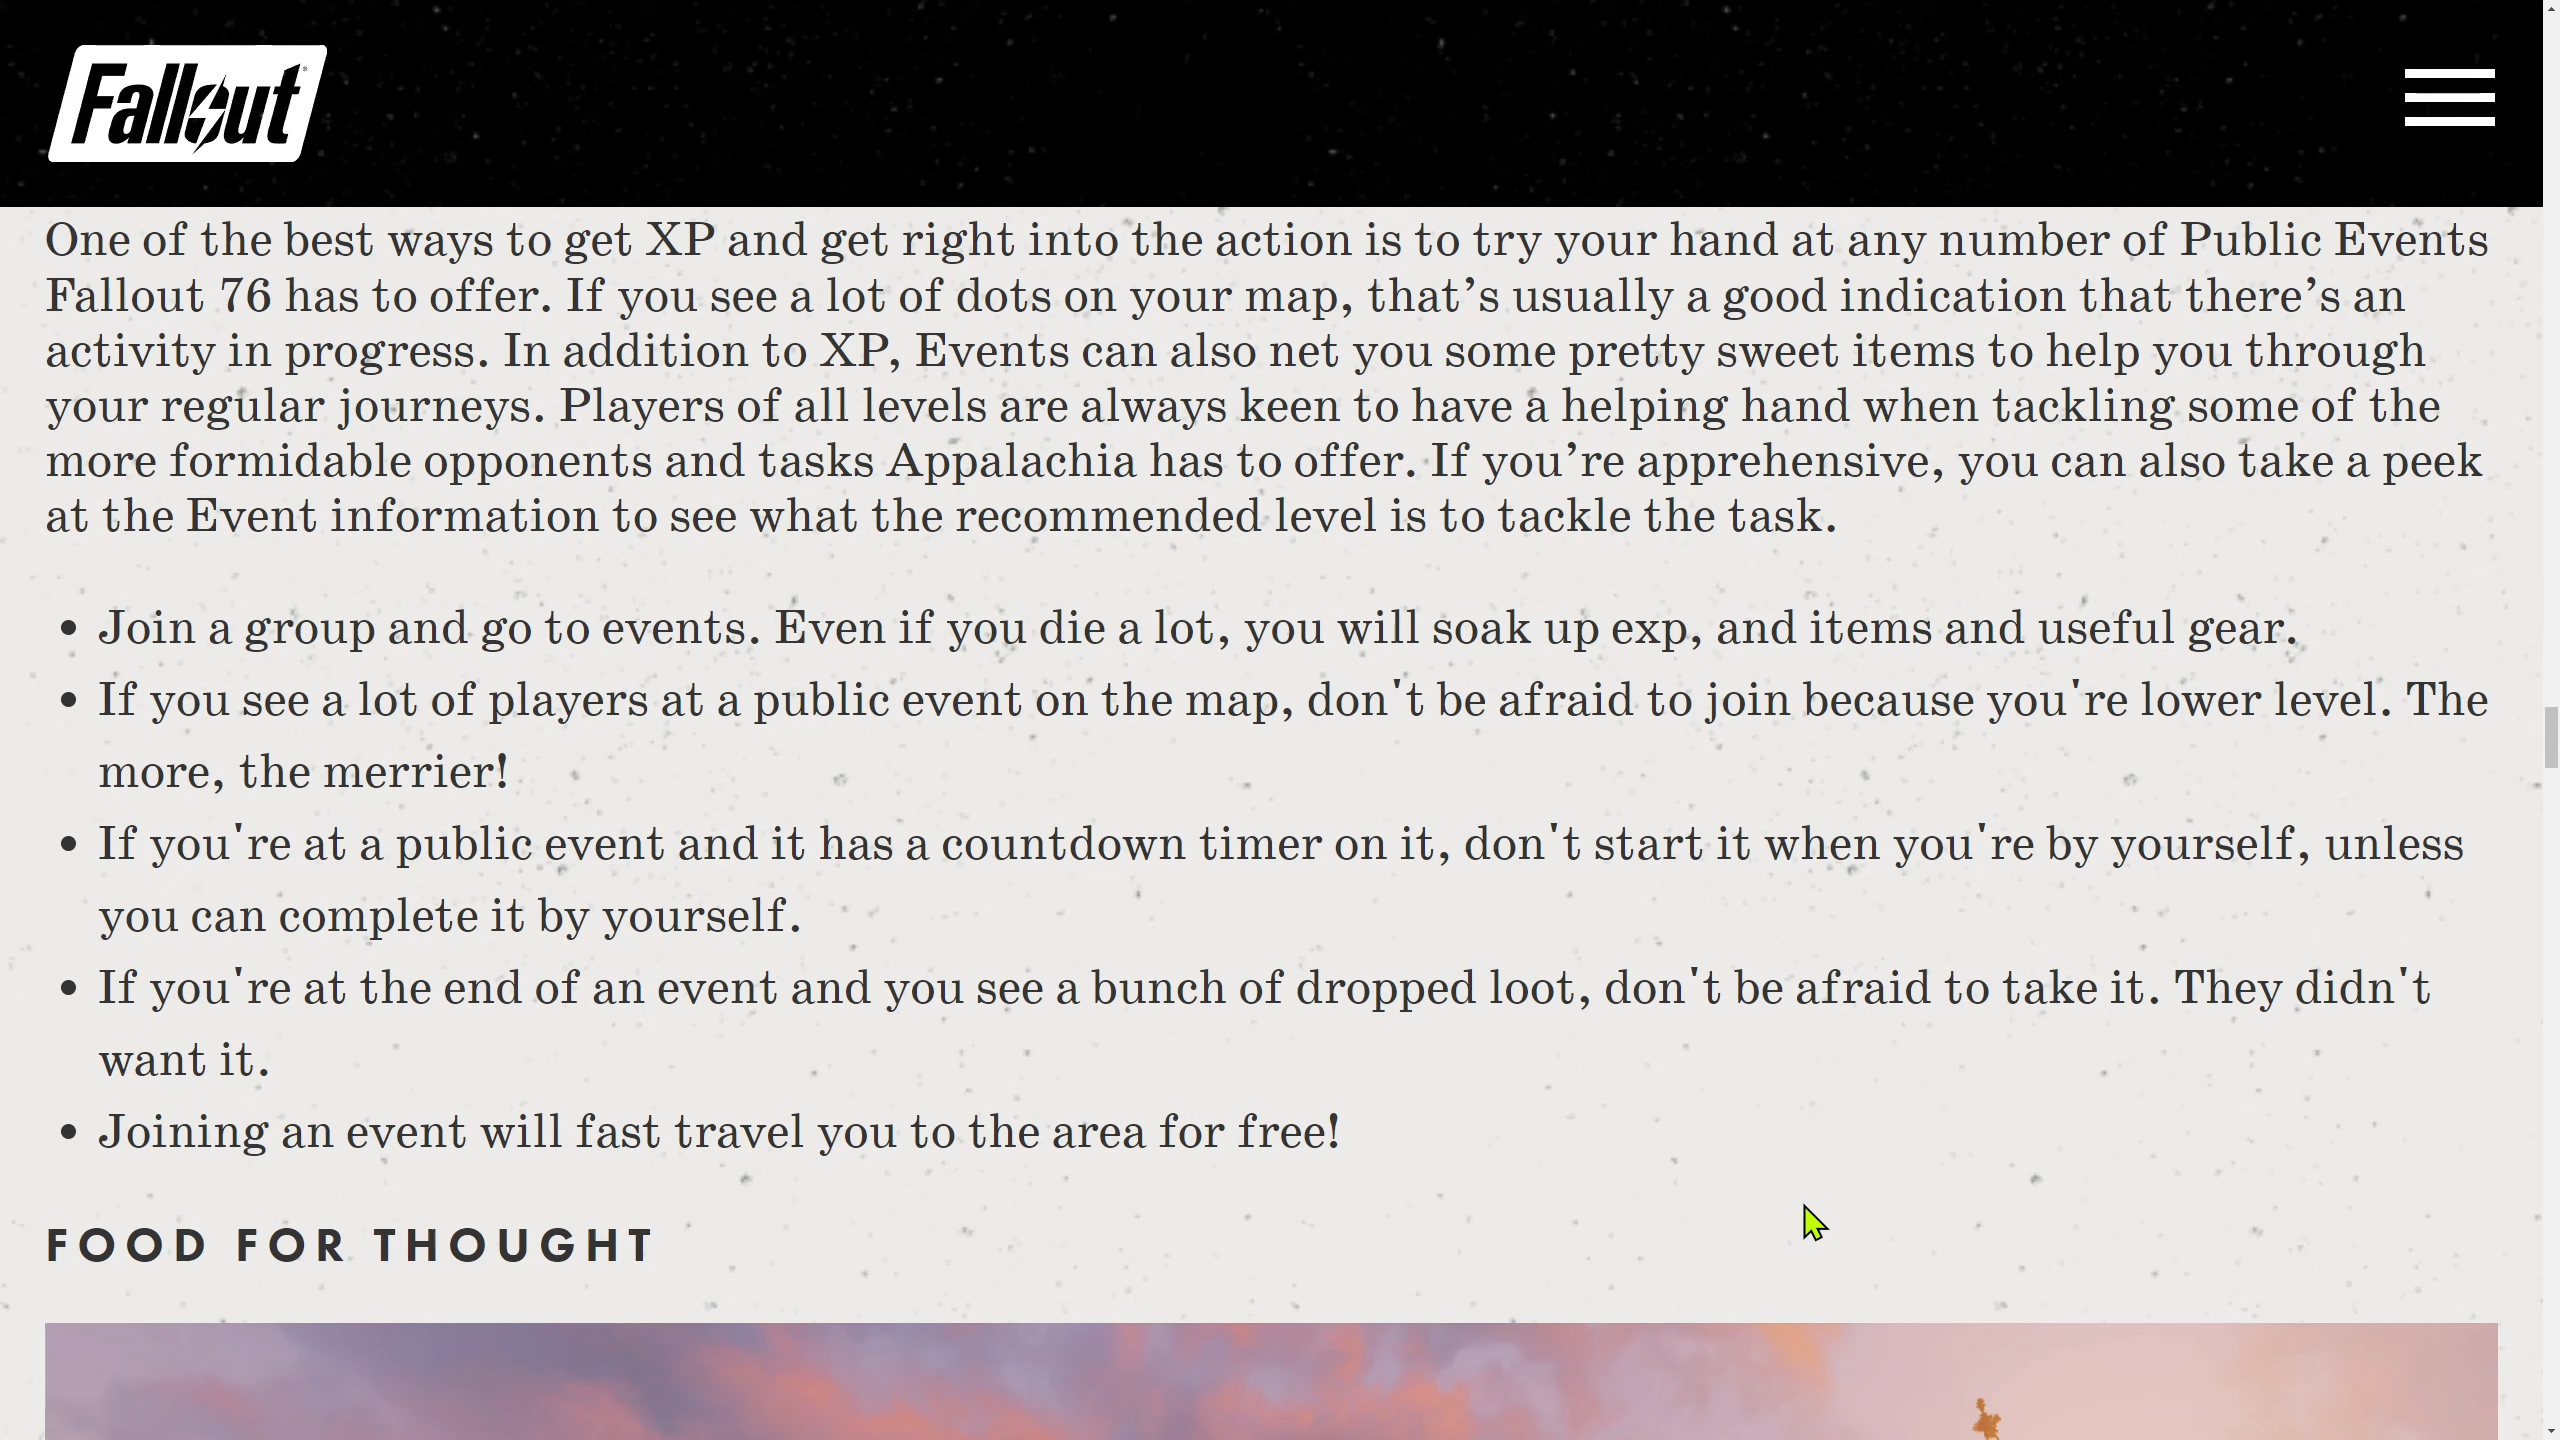 Fallout
One of the best ways to get XP and get right into the action is to try your hand at any number of Public Events
Fallout 76 has to offer. If you see a lot of dots on your map, that’s usually a good indication that there’s an
activity in progress. In addition to XP, Events can also net you some pretty sweet items to help you through
your regular journeys. Players of all levels are always keen to have a helping hand when tackling some of the
more formidable opponents and tasks Appalachia has to offer. If you’re apprehensive, you can also take a peek
at the Event information to see what the recommended level is to tackle the task.
• Join a group and go to events. Even if you die a lot, you will soak up exp, and items and useful gear.
• If you see a lot of players at a public event on the map, don't be afraid to join because you're lower level. The
more, the merrier!
• If you're at a public event and it has a countdown timer on it, don't start it when you're by yourself, unless
you can complete it by yourself.
• If you're at the end of an event and you see a bunch of dropped loot, don't be afraid to take it. They didn't
want it.
• Joining an event will fast travel you to the area for free!
FOOD FOR THOUGHT